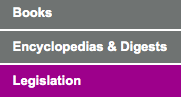 Books
Encyclopedias & Digests
Legislation